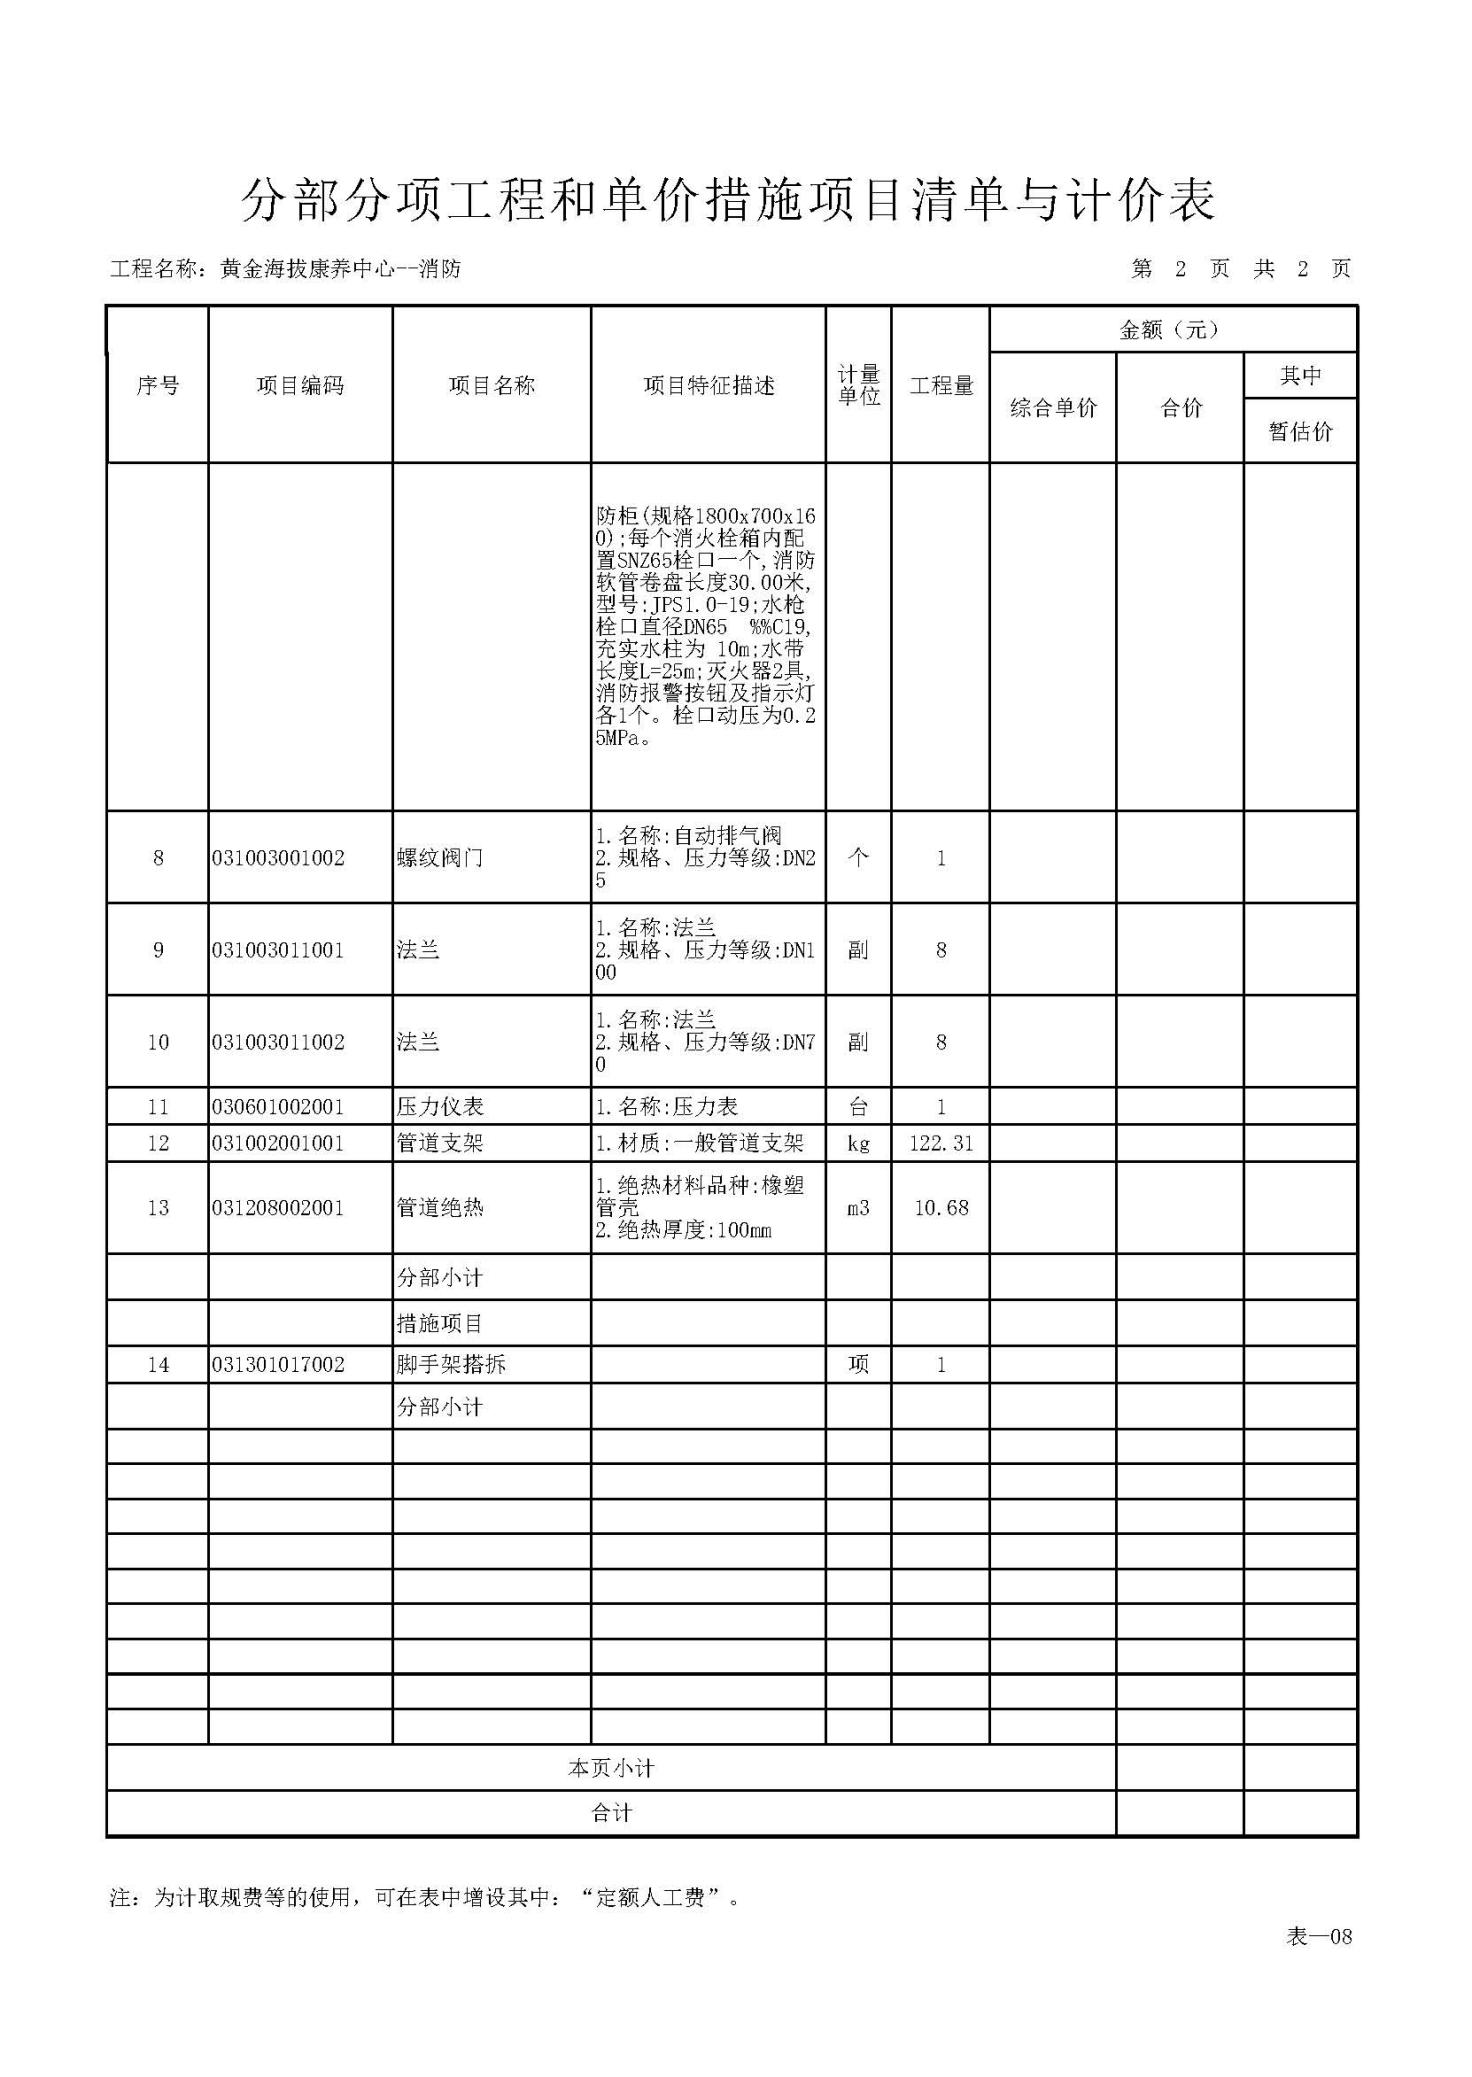 分部分项工程和单价措施项目清单与计价表
工程名称：黄金海拔康养中心--消防 第 2 页 共 2 页
序号 项目编码 项目名称 项目特征描述 计量单位 工程量 金额（元）
综合单价 合价 其中
暂估价
防柜(规格1800x700x16
0);每个消火栓箱内配
置SNZ65栓口一个,消防
软管卷盘长度30.00米,
型号:JPS1.0-19;水枪
栓口直径DN65 %%C19,
充实水柱为 10m;水带
长度L=25m;灭火器2具,
消防报警按钮及指示灯
各1个。栓口动压为0.2
5MPa。
8 031003001002 螺纹阀门 1.名称:自动排气阀
2.规格、压力等级:DN2
5 个 1
9 031003011001 法兰 1.名称:法兰
2.规格、压力等级:DN1
00 副 8
10 031003011002 法兰 1.名称:法兰
2.规格、压力等级:DN7
0 副 8
11 030601002001 压力仪表 1.名称:压力表 台 1
12 031002001001 管道支架 1.材质:一般管道支架 kg 122.31
13 031208002001 管道绝热 1.绝热材料品种:橡塑
管壳
2.绝热厚度:100mm m3 10.68
分部小计
措施项目
14 031301017002 脚手架搭拆 项 1
分部小计
本页小计
合计
注：为计取规费等的使用，可在表中增设其中：“定额人工费”。
表—08